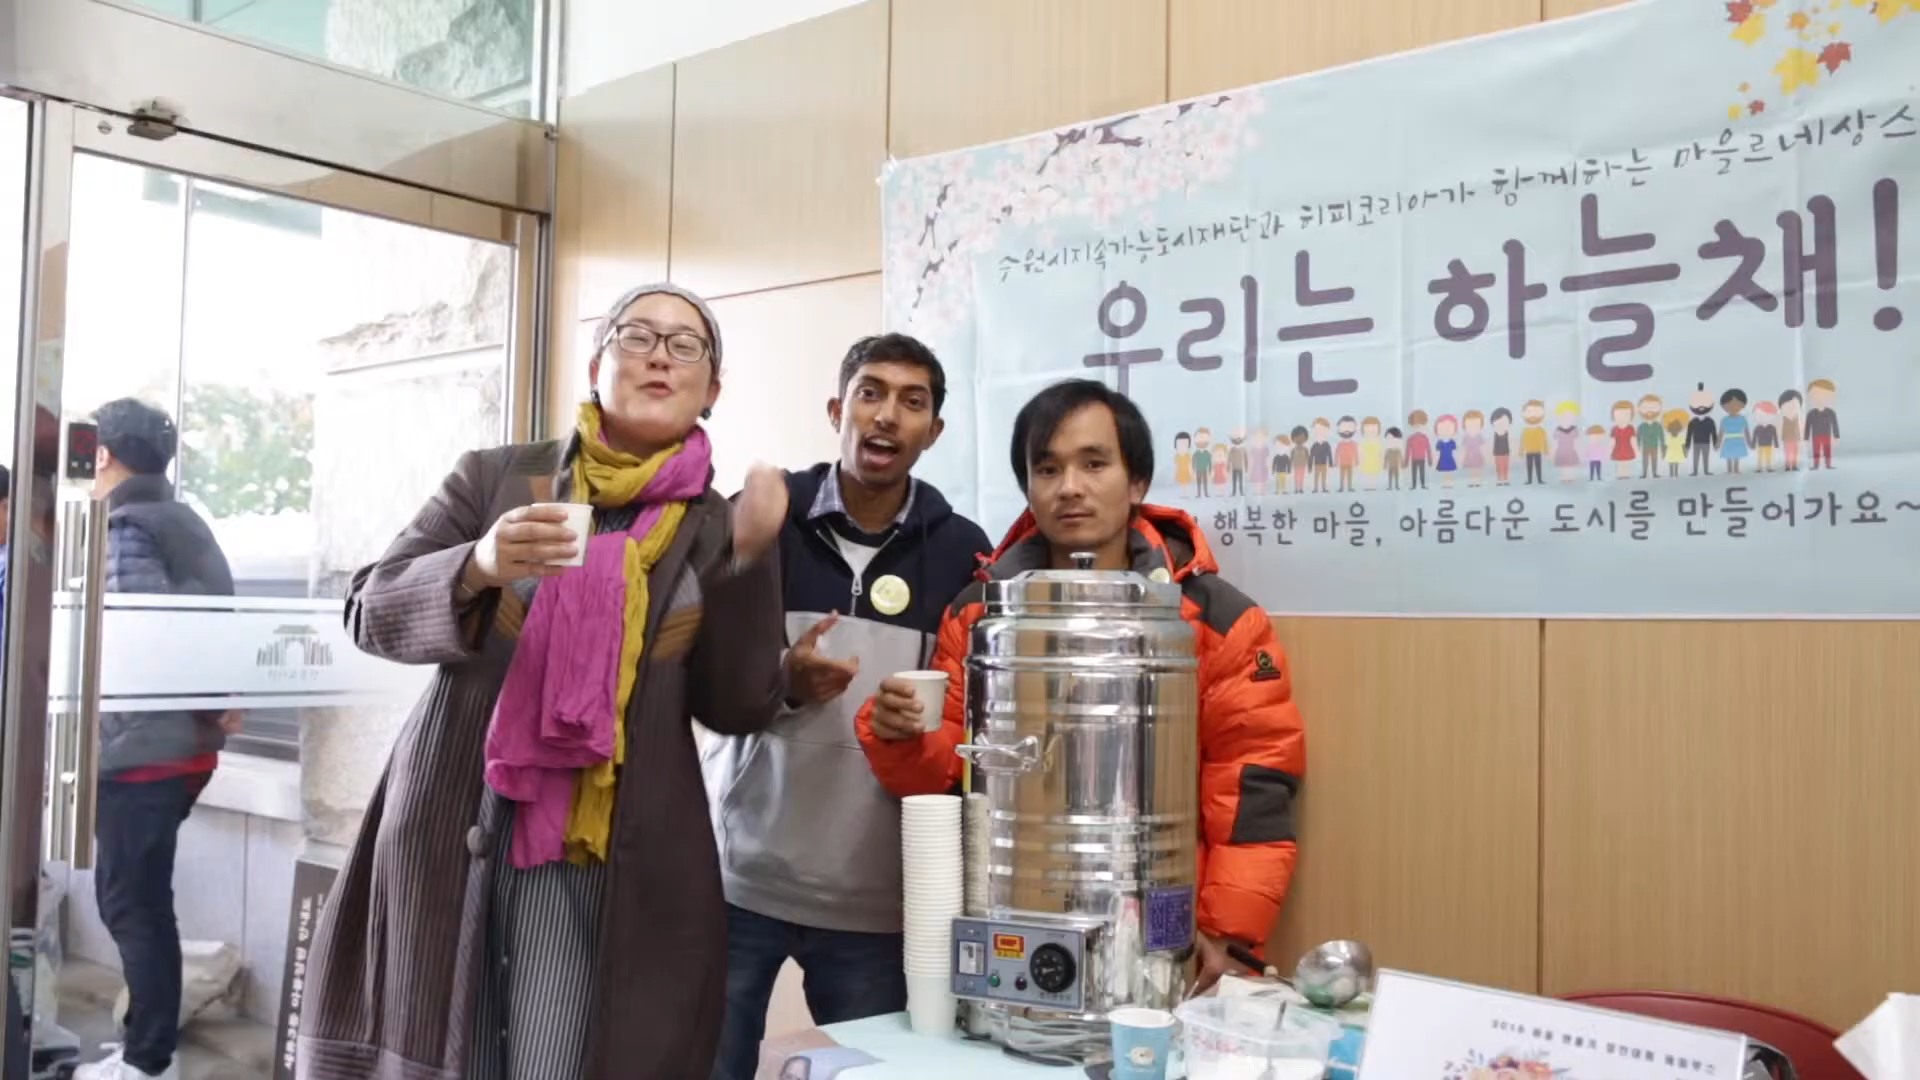 수원시지속가능도시재단과 히피코리아가 함께하는 마을르네상스
우리는 하늘채!
행복한 마을, 아름다운 도시를 만들어가요~